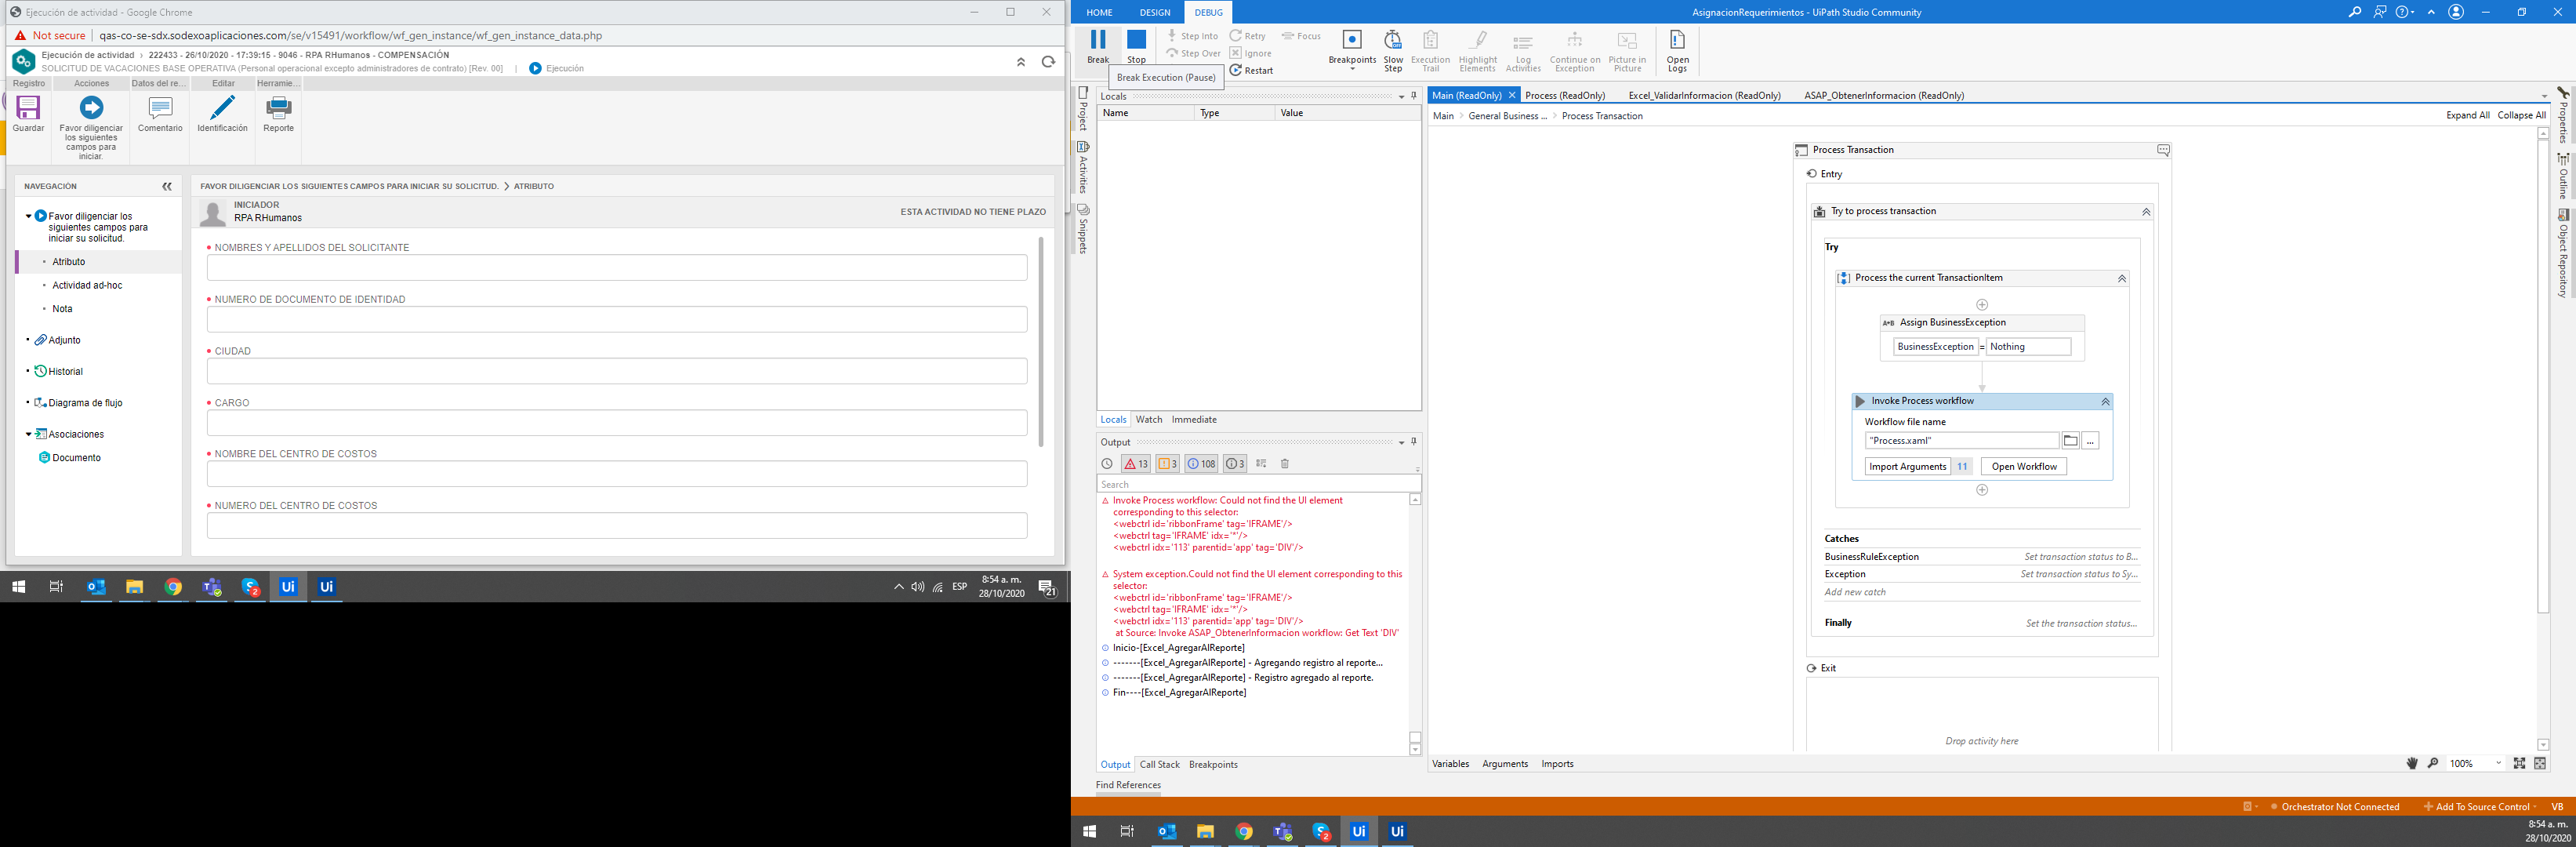 Ejecución de actividad - Google Chrome
Not secure | qas-co-se-sdx.sodexoaplicaciones.com/se/v15491/workflow/wf_gen_instance/wf_gen_instance_data.php
Ejecución de actividad > 222433 - 26/10/2020 - 17:39:15 - 9046 - RPA RHumanos - COMPENSACIÓN
SOLICITUD DE VACACIONES BASE OPERATIVA (Personal operacional excepto administradores de contrato) [Rev. 00] | Ejecución
Registro Acciones Datos del re... Editar Herramie...
Guardar
Favor diligenciar los siguientes campos para iniciar.
Comentario
Identificación
Reporte
NAVEGACIÓN
Favor diligenciar los
siguientes campos para
iniciar su solicitud.
Atributo
Actividad ad-hoc
Nota
Adjunto
Historial
Diagrama de flujo
Asociaciones
Documento
FAVOR DILIGENCIAR LOS SIGUIENTES CAMPOS PARA INICIAR SU SOLICITUD. > ATRIBUTO
INICIADOR
RPA RHumanos
ESTA ACTIVIDAD NO TIENE PLAZO
NOMBRES Y APELLIDOS DEL SOLICITANTE
NUMERO DE DOCUMENTO DE IDENTIDAD
CIUDAD
CARGO
NOMBRE DEL CENTRO DE COSTOS
NUMERO DEL CENTRO DE COSTOS
Ui Ui
ESP
8:54 a. m.
28/10/2020
21
HOME DESIGN DEBUG
AsignacionRequerimientos - UiPath Studio Community
Break
Stop
Step Into
Step Over
Retry
Ignore
Restart
Focus
Breakpoints
Slow Step
Execution Trail
Highlight Elements
Log Activities
Continue on Exception
Picture in Picture
Open Logs
Break Execution (Pause)
Project
Activities
Snippets
Locals
Name Type Value
Locals Watch Immediate
Output
13 3 108 3
Search
Invoke Process workflow: Could not find the UI element
corresponding to this selector:
<webctrl id='ribbonFrame' tag='IFRAME'/>
<webctrl tag='IFRAME' idx='*'/>
<webctrl idx='113' parentid='app' tag='DIV'/>
System exception.Could not find the UI element corresponding to this
selector:
<webctrl id='ribbonFrame' tag='IFRAME'/>
<webctrl tag='IFRAME' idx='*'/>
<webctrl idx='113' parentid='app' tag='DIV'/>
at Source: Invoke ASAP_ObtenerInformacion workflow: Get Text 'DIV'
Inicio-[Excel_AgregarAlReporte]
-------[Excel_AgregarAlReporte] - Agregando registro al reporte...
-------[Excel_AgregarAlReporte] - Registro agregado al reporte.
Fin----[Excel_AgregarAlReporte]
Output Call Stack Breakpoints
Find References
Main (ReadOnly) Process (ReadOnly) Excel_ValidarInformacion (ReadOnly) ASAP_ObtenerInformacion (ReadOnly)
Main > General Business ... > Process Transaction
Expand All Collapse All
Process Transaction
Entry
Try to process transaction
Try
Process the current TransactionItem
A*B Assign BusinessException
BusinessException = Nothing
Invoke Process workflow
Workflow file name
"Process.xaml"
...
Import Arguments 11 Open Workflow
Catches
BusinessRuleException Set transaction status to B...
Exception Set transaction status to Sy...
Add new catch
Finally Set the transaction status...
Exit
Drop activity here
Variables Arguments Imports
100%
Properties
Outline
Object Repository
Orchestrator Not Connected
Add To Source Control
VB
Ui Ui
8:54 a. m.
28/10/2020